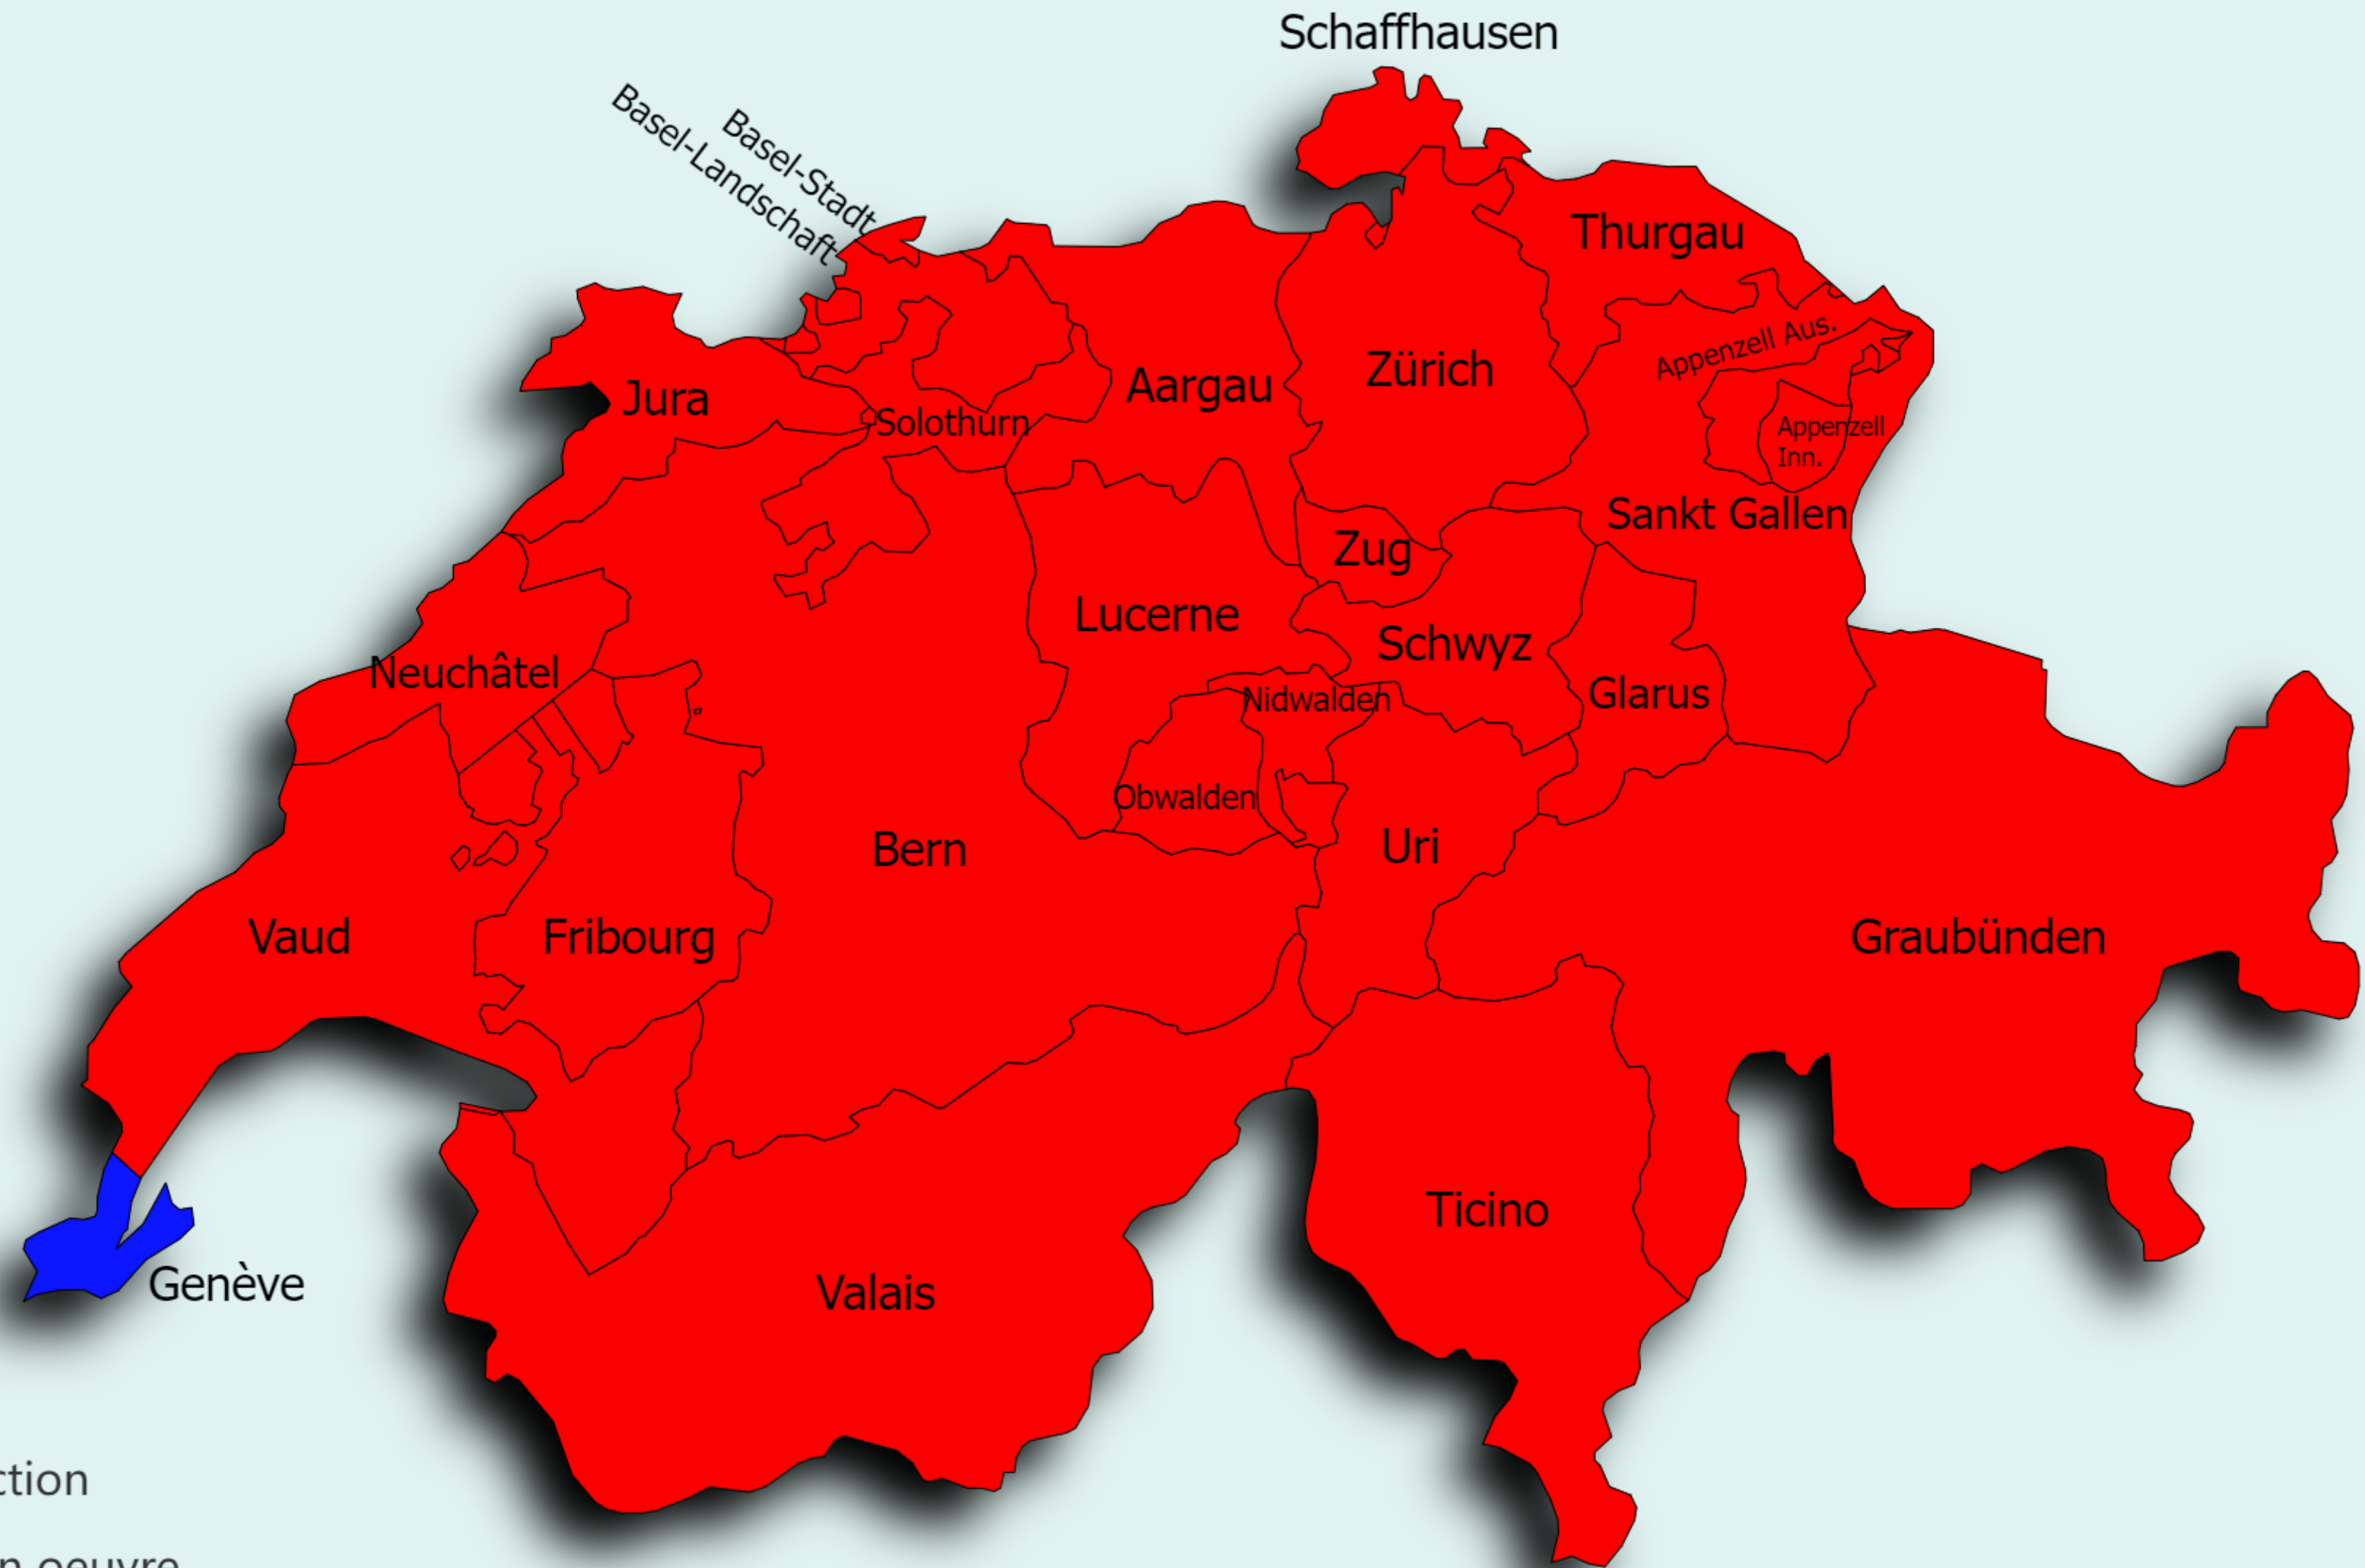 Schaffhausen
Basel-Stadt
Basel-Landschaft
Thurgau
Appenzell Aus.
Zürich
Aargau
Jura
Solothurn
Appenzell
Inn.
Sankt Gallen
Zug
Lucerne
Schwyz
Neuchâtel
Glarus
Nidwalden
Obwalden
Uri
Bern
Vaud
Fribourg
Graubünden
Ticino
Genève
Valais
ction
n oeuvre